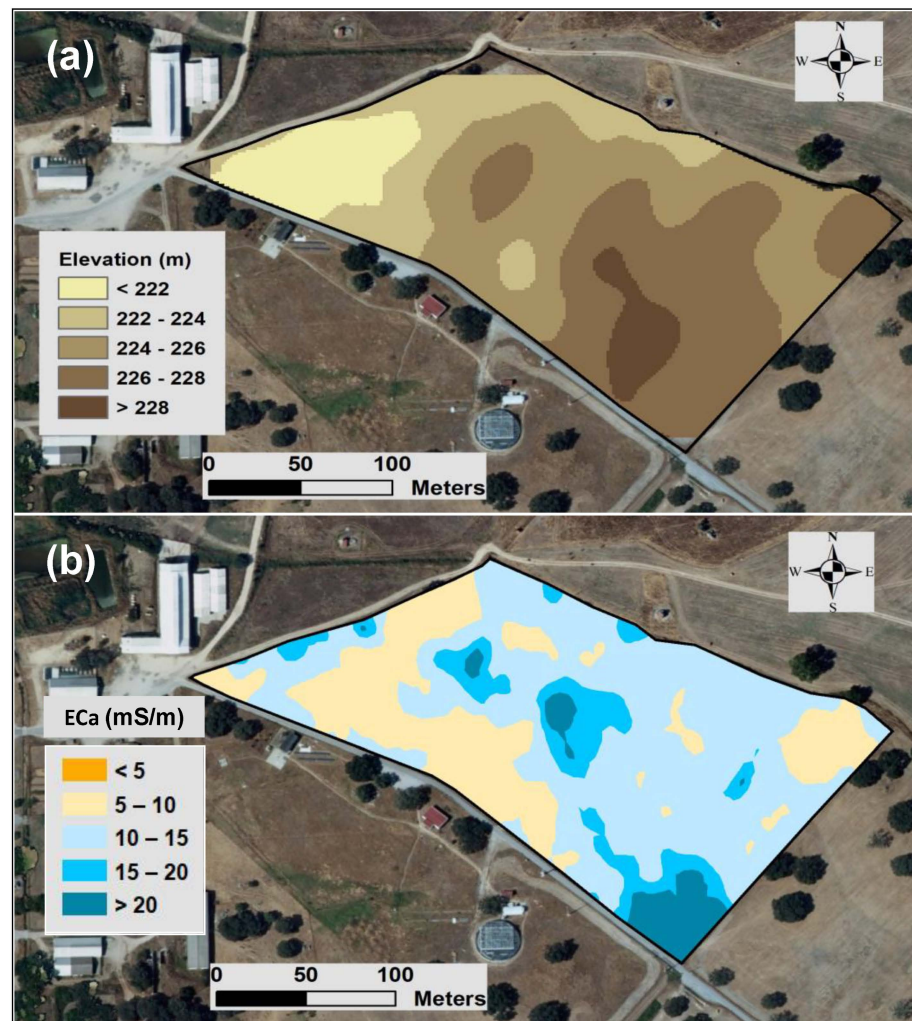 (a)
N
W E
S
Elevation (m)
< 222
222 - 224
224 - 226
226 - 228
> 228
0 50 100
Meters
(b)
N
W E
S
ECa (mS/m)
< 5
5 – 10
10 – 15
15 – 20
> 20
0 50 100
Meters